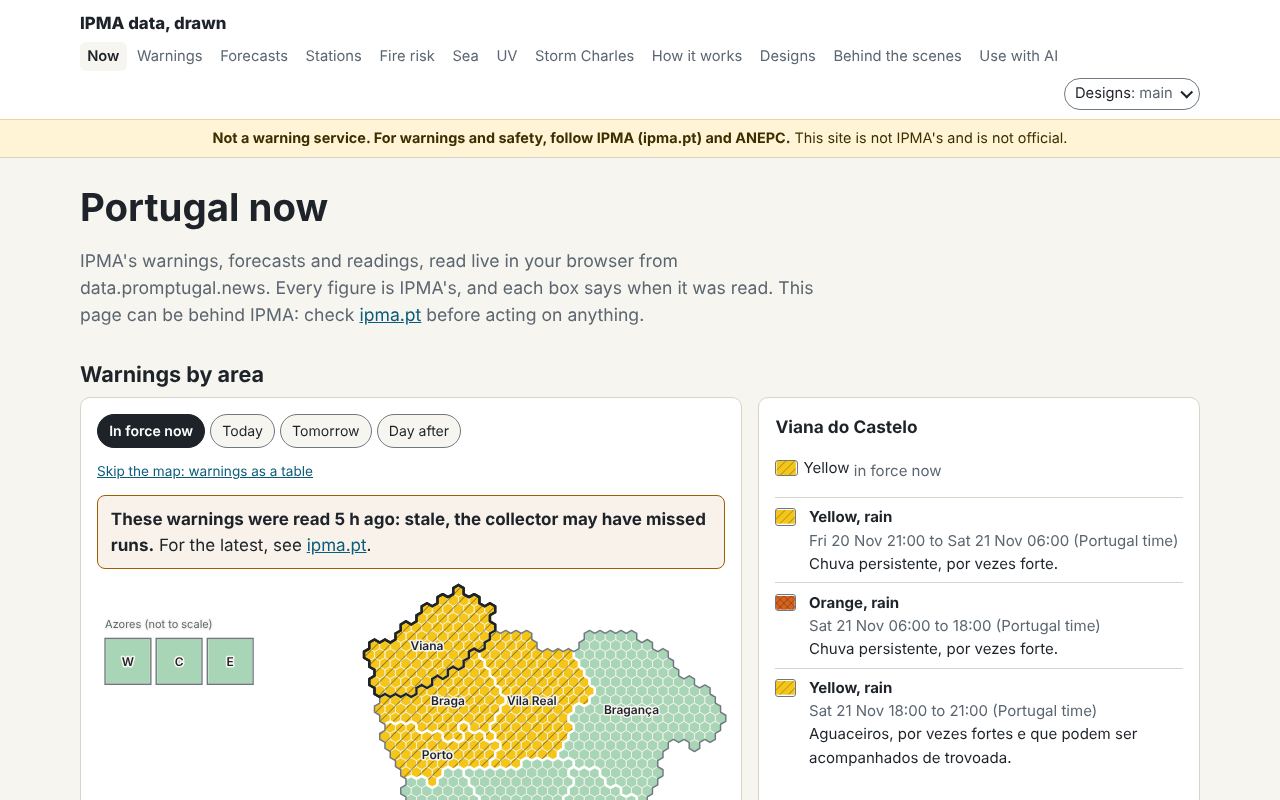 IPMA data, drawn
Now Warnings Forecasts Stations Fire risk Sea UV Storm Charles How it works Designs Behind the scenes Use with AI
Designs: main
Not a warning service. For warnings and safety, follow IPMA (ipma.pt) and ANEPC. This site is not IPMA's and is not official.
Portugal now
IPMA's warnings, forecasts and readings, read live in your browser from
data.promptugal.news. Every figure is IPMA's, and each box says when it was read. This
page can be behind IPMA: check ipma.pt before acting on anything.
Warnings by area
In force now Today Tomorrow Day after
Skip the map: warnings as a table
These warnings were read 5 h ago: stale, the collector may have missed
runs. For the latest, see ipma.pt.
Azores (not to scale)
W C E
Viana
Braga Vila Real Bragança
Porto
Viana do Castelo
Yellow in force now
Yellow, rain
Fri 20 Nov 21:00 to Sat 21 Nov 06:00 (Portugal time)
Chuva persistente, por vezes forte.
Orange, rain
Sat 21 Nov 06:00 to 18:00 (Portugal time)
Chuva persistente, por vezes forte.
Yellow, rain
Sat 21 Nov 18:00 to 21:00 (Portugal time)
Aguaceiros, por vezes fortes e que podem ser
acompanhados de trovoada.